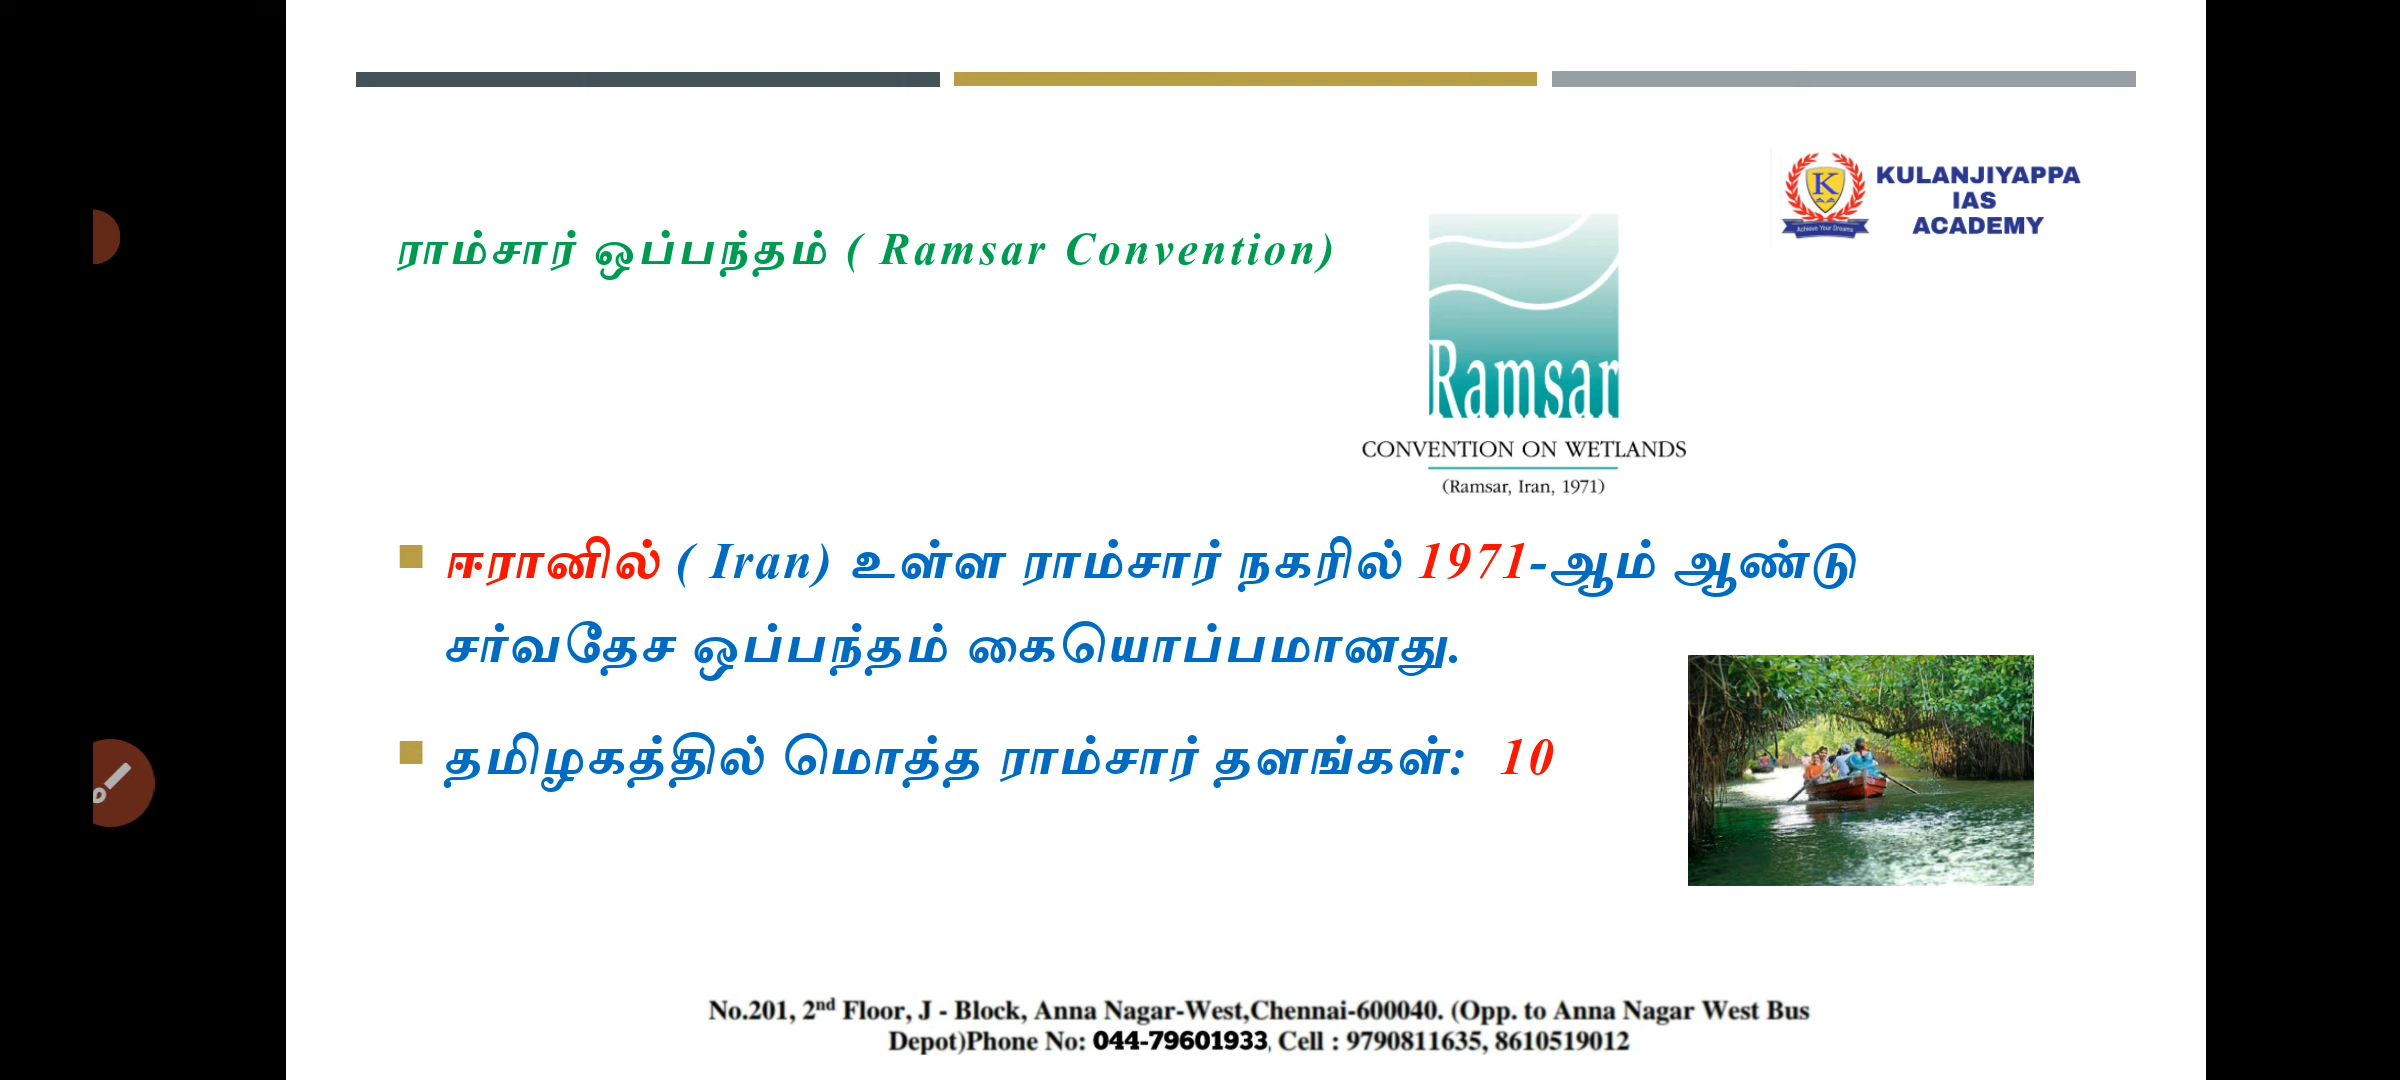 KULANJIYAPPA
IAS
ACADEMY
K
Achieve Your Dreams
ராம்சார் ஒப்பந்தம் ( Ramsar Convention)
Ramsar
CONVENTION ON WETLANDS
(Ramsar, Iran, 1971)
ஈரானில் ( Iran) உள்ள ராம்சார் நகரில் 1971-ஆம் ஆண்டு
சர்வதேச ஒப்பந்தம் கையொப்பமானது.
தமிழகத்தில் மொத்த ராம்சார் தளங்கள்: 10
No.201, 2nd Floor, J - Block, Anna Nagar-West,Chennai-600040. (Opp. to Anna Nagar West Bus
Depot)Phone No: 044-79601933, Cell : 9790811635, 8610519012